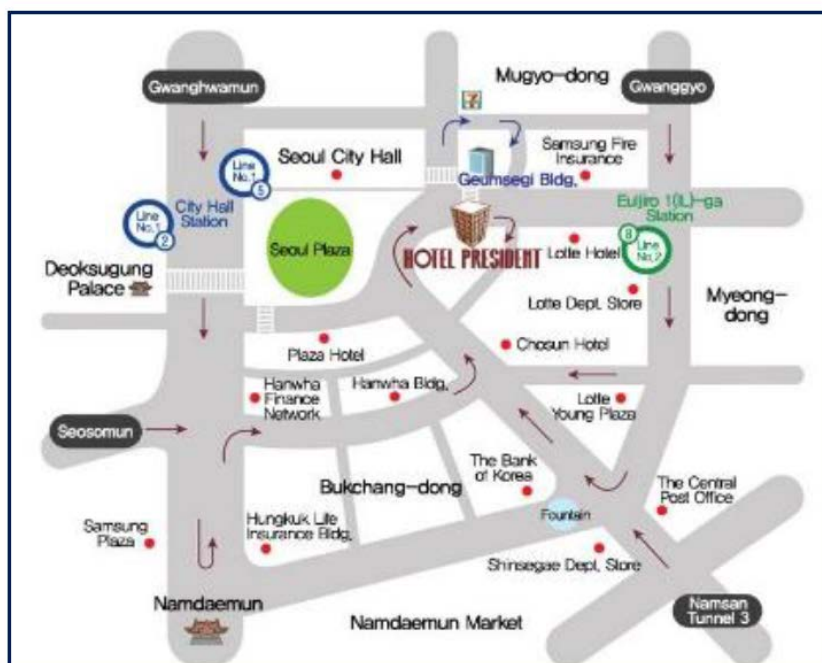 Mugyo-dong
Gwanghwamun
Gwanggyo
7
Line
No.1
5
Seoul City Hall
Samsung Fire
Insurance
Geumsegi Bldg.
City Hall
Station
Line
No.1
2
Euljiro 1(IL)-ga
Station
8
Line
No.2
Seoul Plaza
HOTEL PRESIDENT
Lotte Hotel
Deoksugung
Palace
Lotte Dept. Store
Myeong-
dong
Plaza Hotel
Chosun Hotel
Hanwha
Finance
Network
Hanwha Bldg.
Lotte
Young Plaza
Seosomun
The Bank
of Korea
Bukchang-dong
The Central
Post Office
Samsung
Plaza
Hungkuk Life
Insurance Bldg.
Fountain
Shinsegae Dept. Store
Namdaemun
Namdaemun Market
Namsan
Tunnel 3